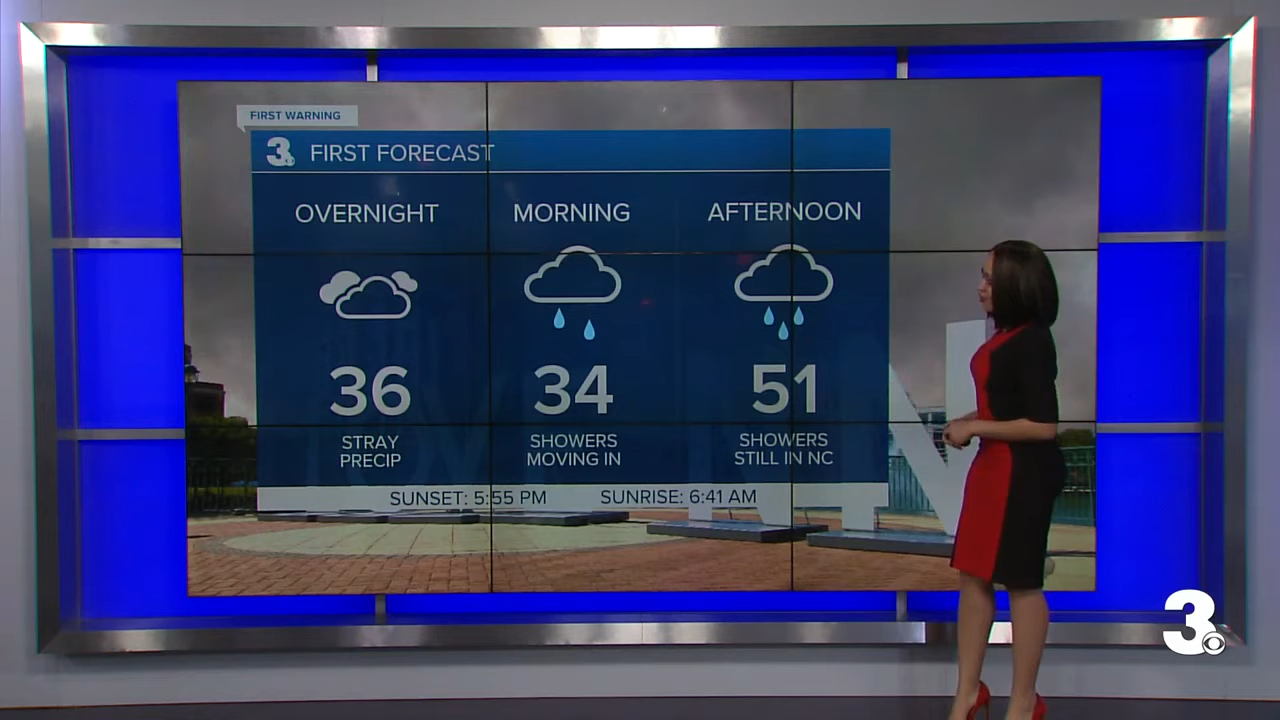 FIRST WARNING
3 FIRST FORECAST
OVERNIGHT
MORNING
AFTERNOON
36
34
51
STRAY
PRECIP
SHOWERS
MOVING IN
SHOWERS
STILL IN NC
SUNSET: 5:55 PM
SUNRISE: 6:41 AM
3